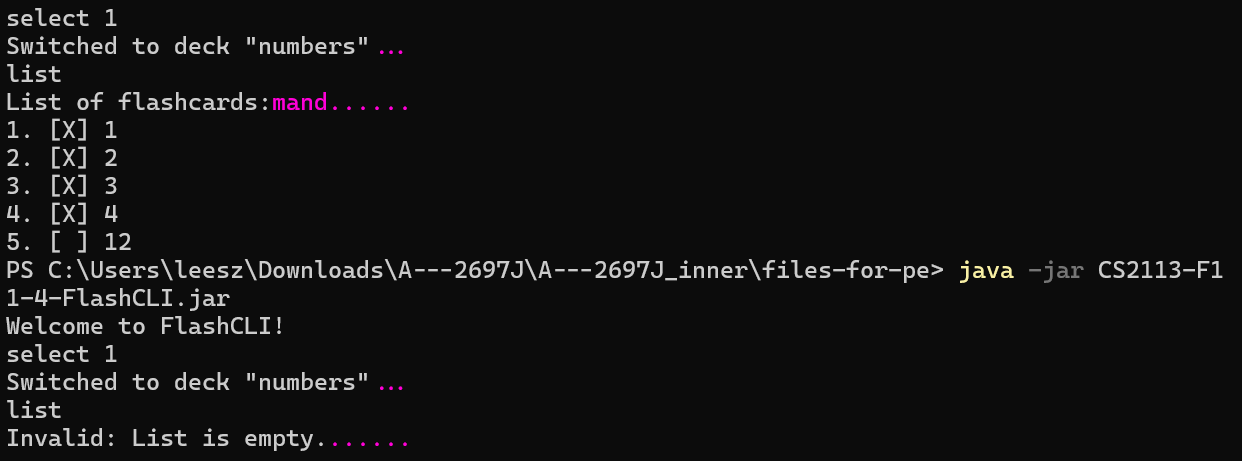 select 1
Switched to deck "numbers"...
list
List of flashcards:mand......
1. [X] 1
2. [X] 2
3. [X] 3
4. [X] 4
5. [ ] 12
PS C:\Users\leesz\Downloads\A---2697J\A---2697J_inner\files-for-pe> java -jar CS2113-F1
1-4-FlashCLI.jar
Welcome to FlashCLI!
select 1
Switched to deck "numbers"...
list
Invalid: List is empty.......